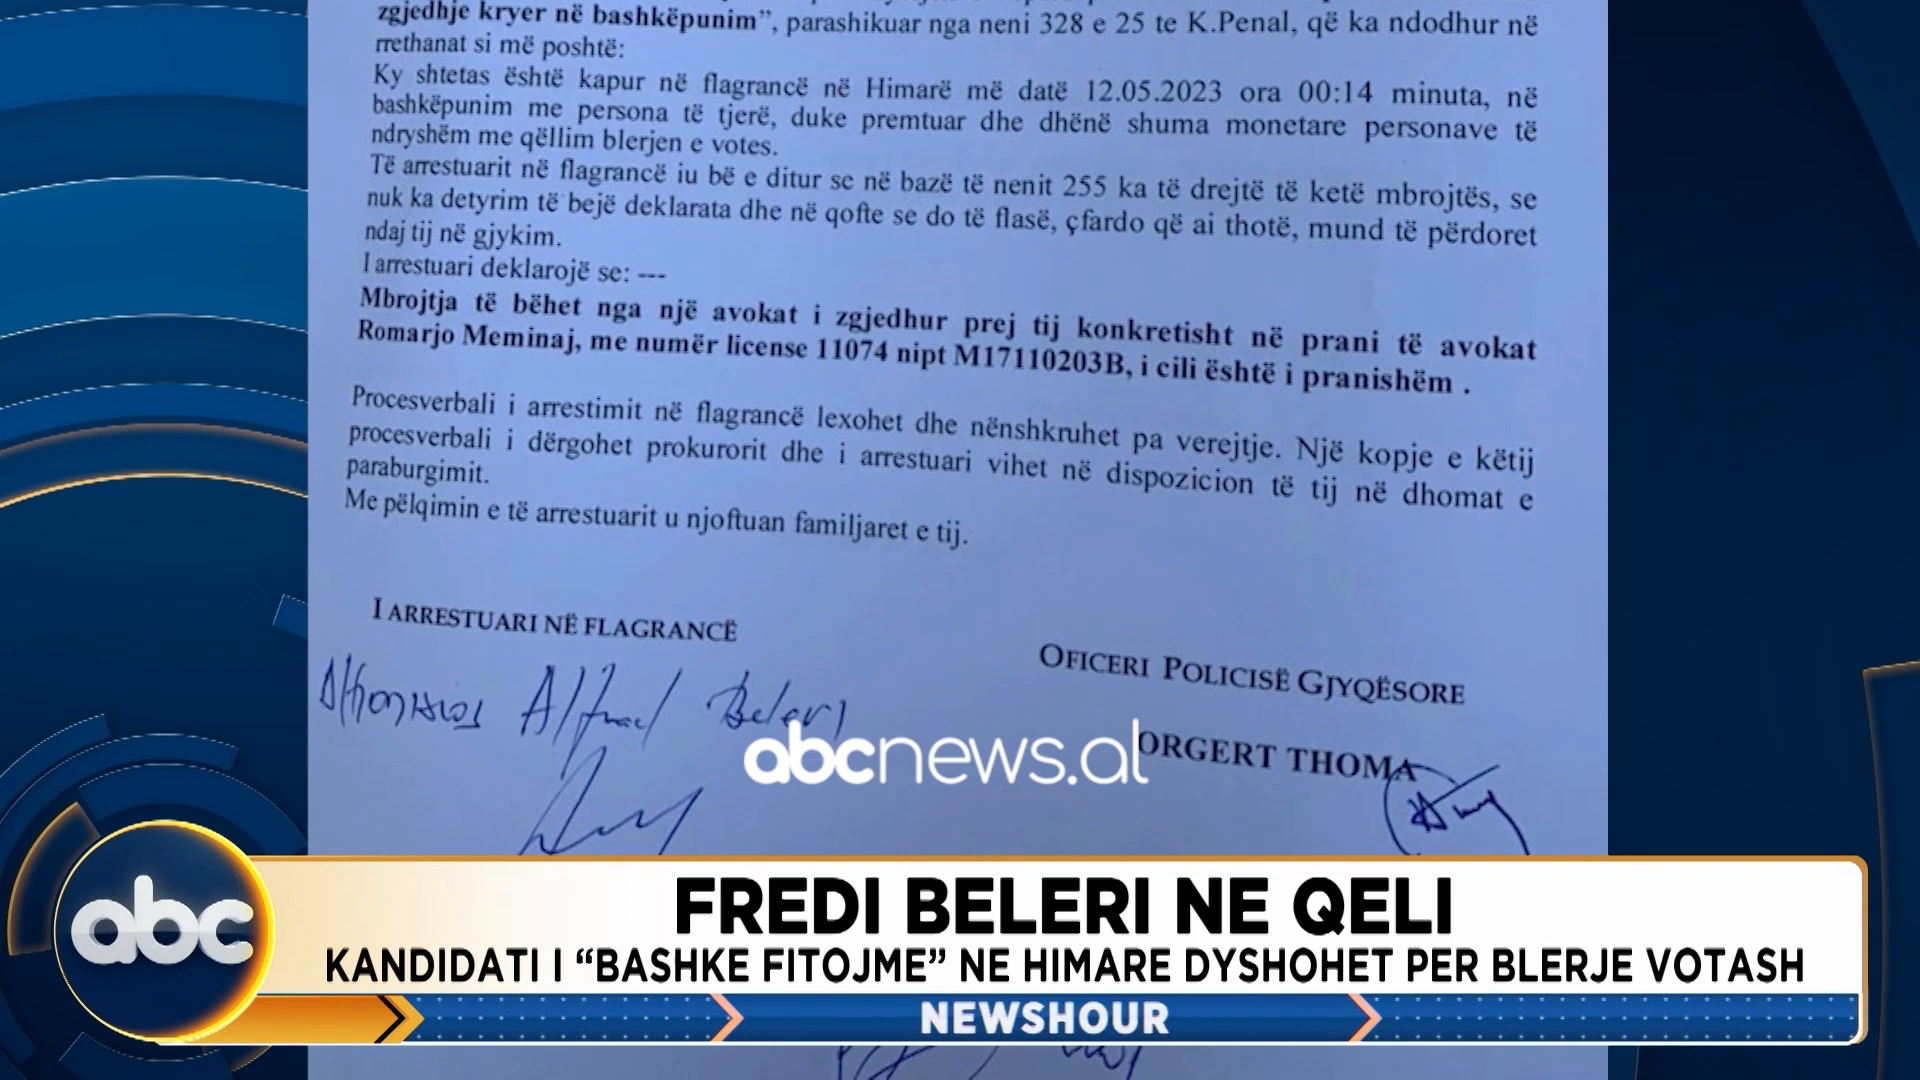 zgjedhje kryer në bashkëpunim”, parashikuar nga neni 328 e 25 te K.Penal, që ka ndodhur në
rrethanat si më poshtë:
Ky shtetas është kapur në flagrancë në Himarë më datë 12.05.2023 ora 00:14 minuta, në
bashkëpunim me persona të tjerë, duke premtuar dhe dhënë shuma monetare personave të
ndryshëm me qëllim blerjen e votes.
Të arrestuarit në flagrancë iu bë e ditur se në bazë të nenit 255 ka të drejtë të ketë mbrojtës, se
nuk ka detyrim të bejë deklarata dhe në qofte se do të flasë, çfardo që ai thotë, mund të përdoret
ndaj tij në gjykim.
I arrestuari deklarojë se: ---
Mbrojtja të bëhet nga një avokat i zgjedhur prej tij konkretisht në prani të avokat
Romarjo Meminaj, me numër license 11074 nipt M17110203B, i cili është i pranishëm .
Procesverbali i arrestimit në flagrancë lexohet dhe nënshkruhet pa verejtje. Një kopje e këtij
procesverbali i dërgohet prokurorit dhe i arrestuari vihet në dispozicion të tij në dhomat e
paraburgimit.
Me pëlqimin e të arrestuarit u njoftuan familjaret e tij.
I ARRESTUARI NË FLAGRANCË
OFICERI POLICISË GJYQËSORE
Alfred Beleri
ORGERT THOMA
abcnews.al
abc
FREDI BELERI NE QELI
KANDIDATI I “BASHKE FITOJME” NE HIMARE DYSHOHET PER BLERJE VOTASH
NEWSHOUR